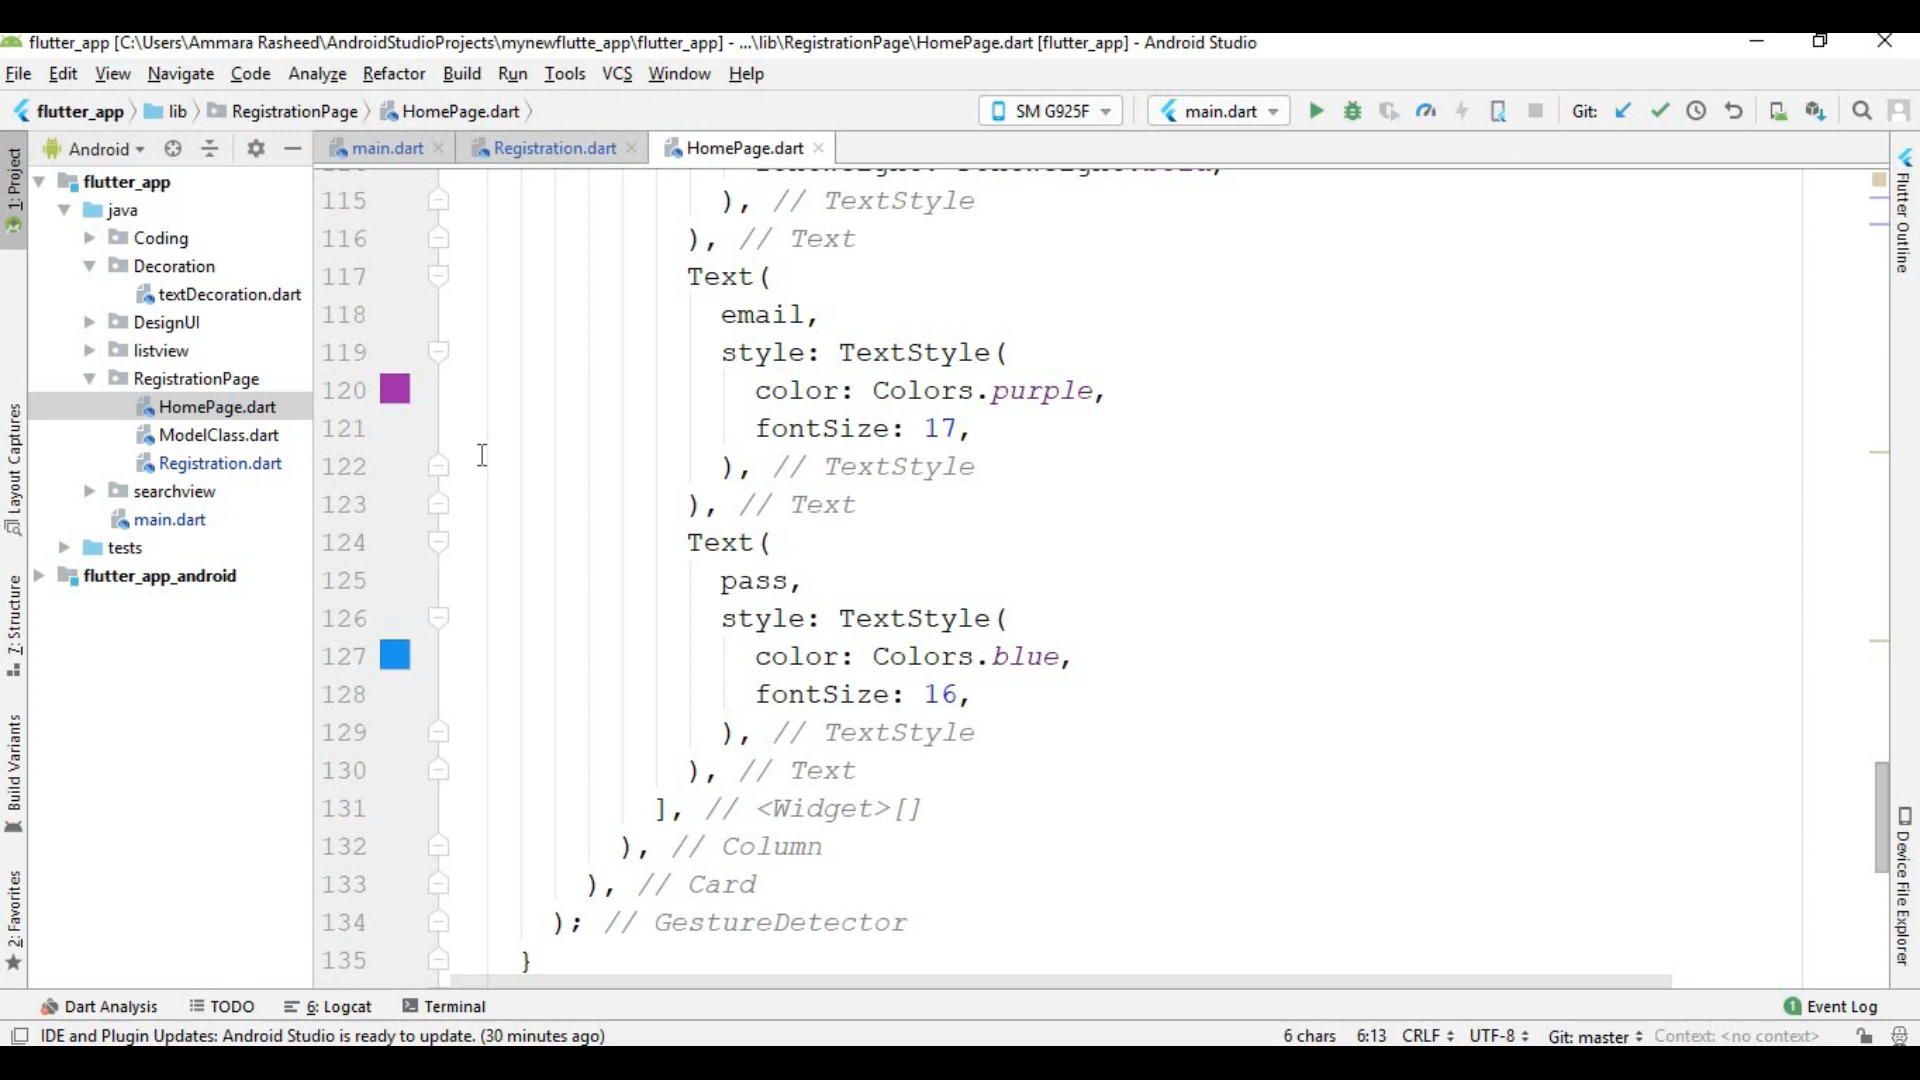 flutter_app [C:\Users\Ammara Rasheed\AndroidStudioProjects\mynewflutte_app\flutter_app] - ...\lib\RegistrationPage\HomePage.dart [flutter_app] - Android Studio
File Edit View Navigate Code Analyze Refactor Build Run Tools VCS Window Help
flutter_app lib RegistrationPage HomePage.dart SM G925F main.dart Git:
Android main.dart Registration.dart HomePage.dart
1: Project
Layout Captures
7: Structure
Build Variants
2: Favorites
flutter_app
java
Coding
Decoration
textDecoration.dart
DesignUI
listview
RegistrationPage
HomePage.dart
ModelClass.dart
Registration.dart
searchview
main.dart
tests
flutter_app_android
115 ), // TextStyle
116 ), // Text
117 Text(
118 email,
119 style: TextStyle(
120 color: Colors.purple,
121 fontSize: 17,
122 ), // TextStyle
123 ), // Text
124 Text(
125 pass,
126 style: TextStyle(
127 color: Colors.blue,
128 fontSize: 16,
129 ), // TextStyle
130 ), // Text
131 ], // <Widget>[]
132 ), // Column
133 ), // Card
134 ); // GestureDetector
135 }
Flutter Outline
Device File Explorer
Dart Analysis TODO 6: Logcat Terminal 1 Event Log
IDE and Plugin Updates: Android Studio is ready to update. (30 minutes ago) 6 chars 6:13 CRLF UTF-8 Git: master Context: <no context>